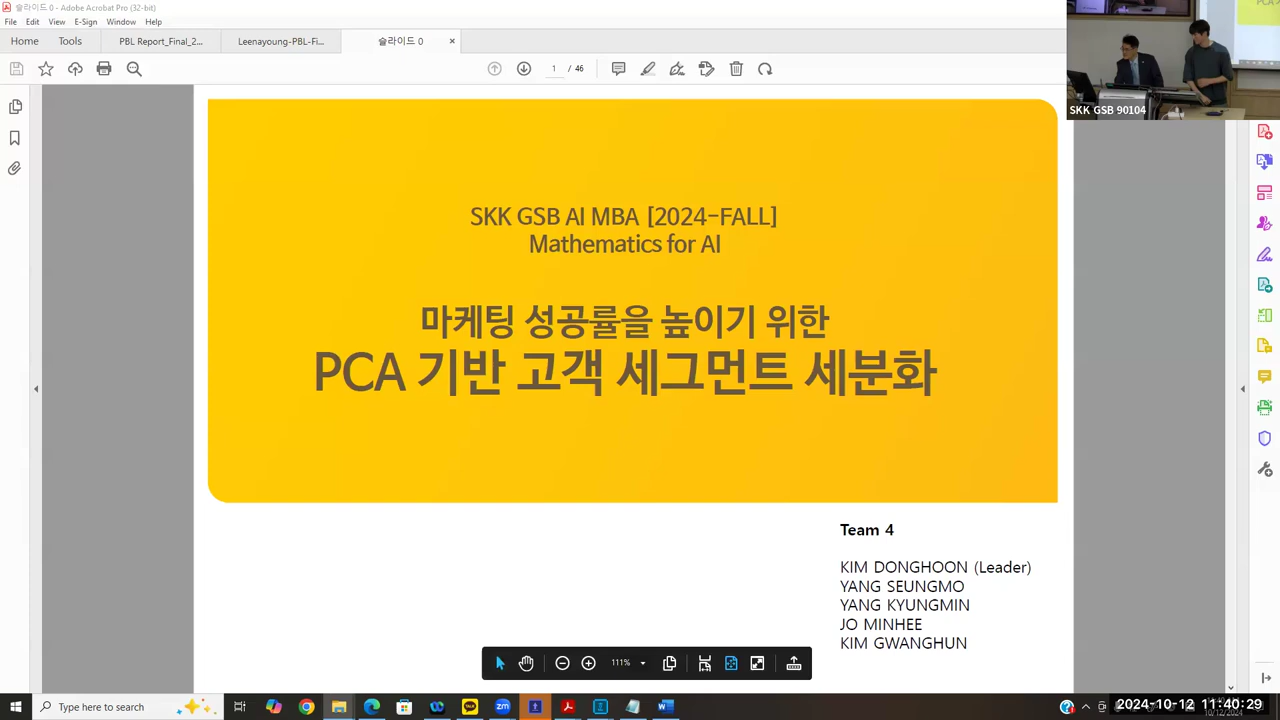 슬라이드 0 - Adobe Acrobat Pro (32-bit)
File Edit View E-Sign Window Help
Home Tools PBL Report_Final_2... Leenayoung-PBL-Fi... 슬라이드 0 ×
1 / 46
SKK GSB 90104
SKK GSB AI MBA [2024-FALL]
Mathematics for AI
마케팅 성공률을 높이기 위한
PCA 기반 고객 세그먼트 세분화
Team 4
KIM DONGHOON (Leader)
YANG SEUNGMO
YANG KYUNGMIN
JO MINHEE
KIM GWANGHUN
111%
Type here to search
2024-10-12 11:40:29
10/12/2024